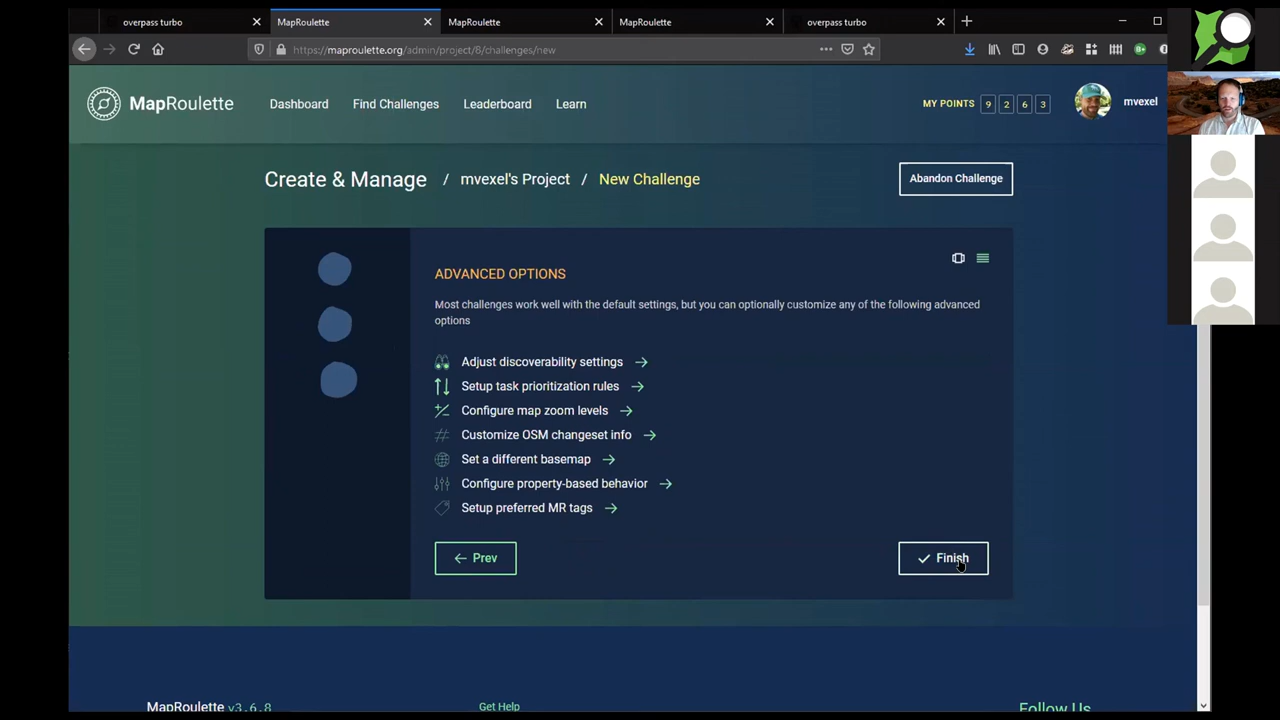 overpass turbo
MapRoulette
MapRoulette
MapRoulette
overpass turbo
https://maproulette.org/admin/project/8/challenges/new
MapRoulette
Dashboard
Find Challenges
Leaderboard
Learn
MY POINTS 9 2 6 3
mvexel
Create & Manage / mvexel's Project / New Challenge
Abandon Challenge
ADVANCED OPTIONS
Most challenges work well with the default settings, but you can optionally customize any of the following advanced
options
Adjust discoverability settings
Setup task prioritization rules
Configure map zoom levels
Customize OSM changeset info
Set a different basemap
Configure property-based behavior
Setup preferred MR tags
Prev
Finish
MapRoulette v3.6.8
Get Help
Follow Us